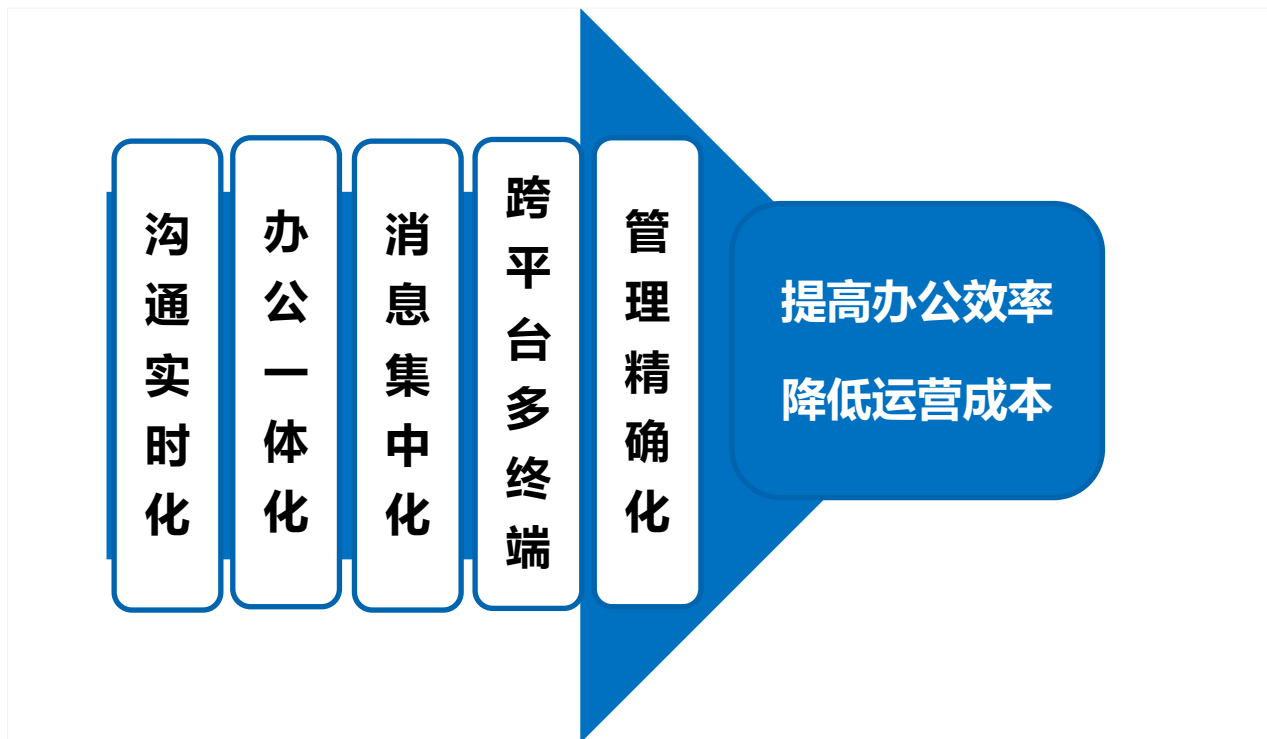 沟通实时化
办公一体化
消息集中化
跨平台多终端
管理精确化
提高办公效率
降低运营成本